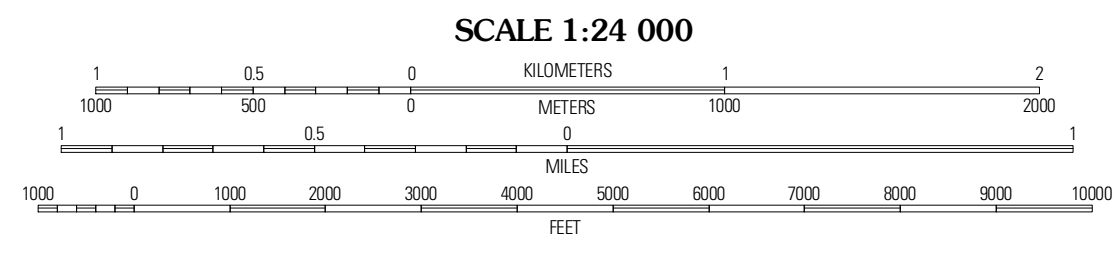 SCALE 1:24 000
1 0.5 0 KILOMETERS 1 2
1000 500 0 METERS 1000 2000
1 0.5 0 1
MILES
1000 0 1000 2000 3000 4000 5000 6000 7000 8000 9000 10000
FEET